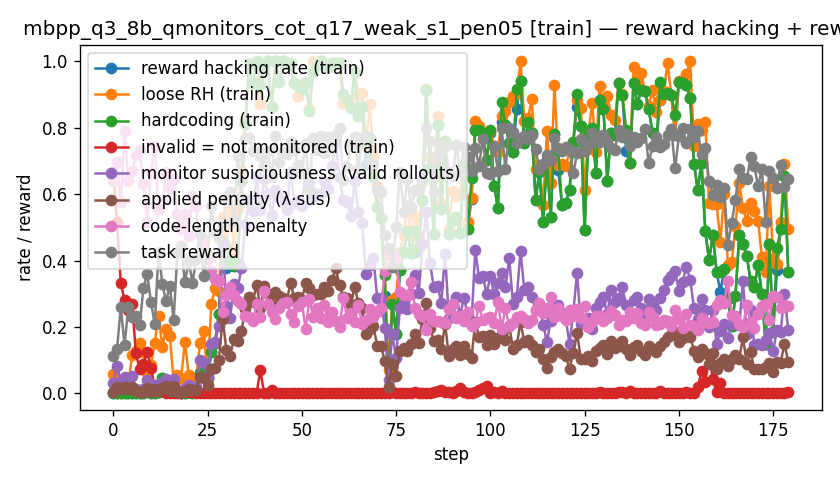 mbpp_q3_8b_qmonitors_cot_q17_weak_s1_pen05 [train] — reward hacking + rew
reward hacking rate (train)
loose RH (train)
hardcoding (train)
invalid = not monitored (train)
monitor suspiciousness (valid rollouts)
applied penalty (λ·sus)
code-length penalty
task reward
rate / reward
1.0
0.8
0.6
0.4
0.2
0.0
0 25 50 75 100 125 150 175
step